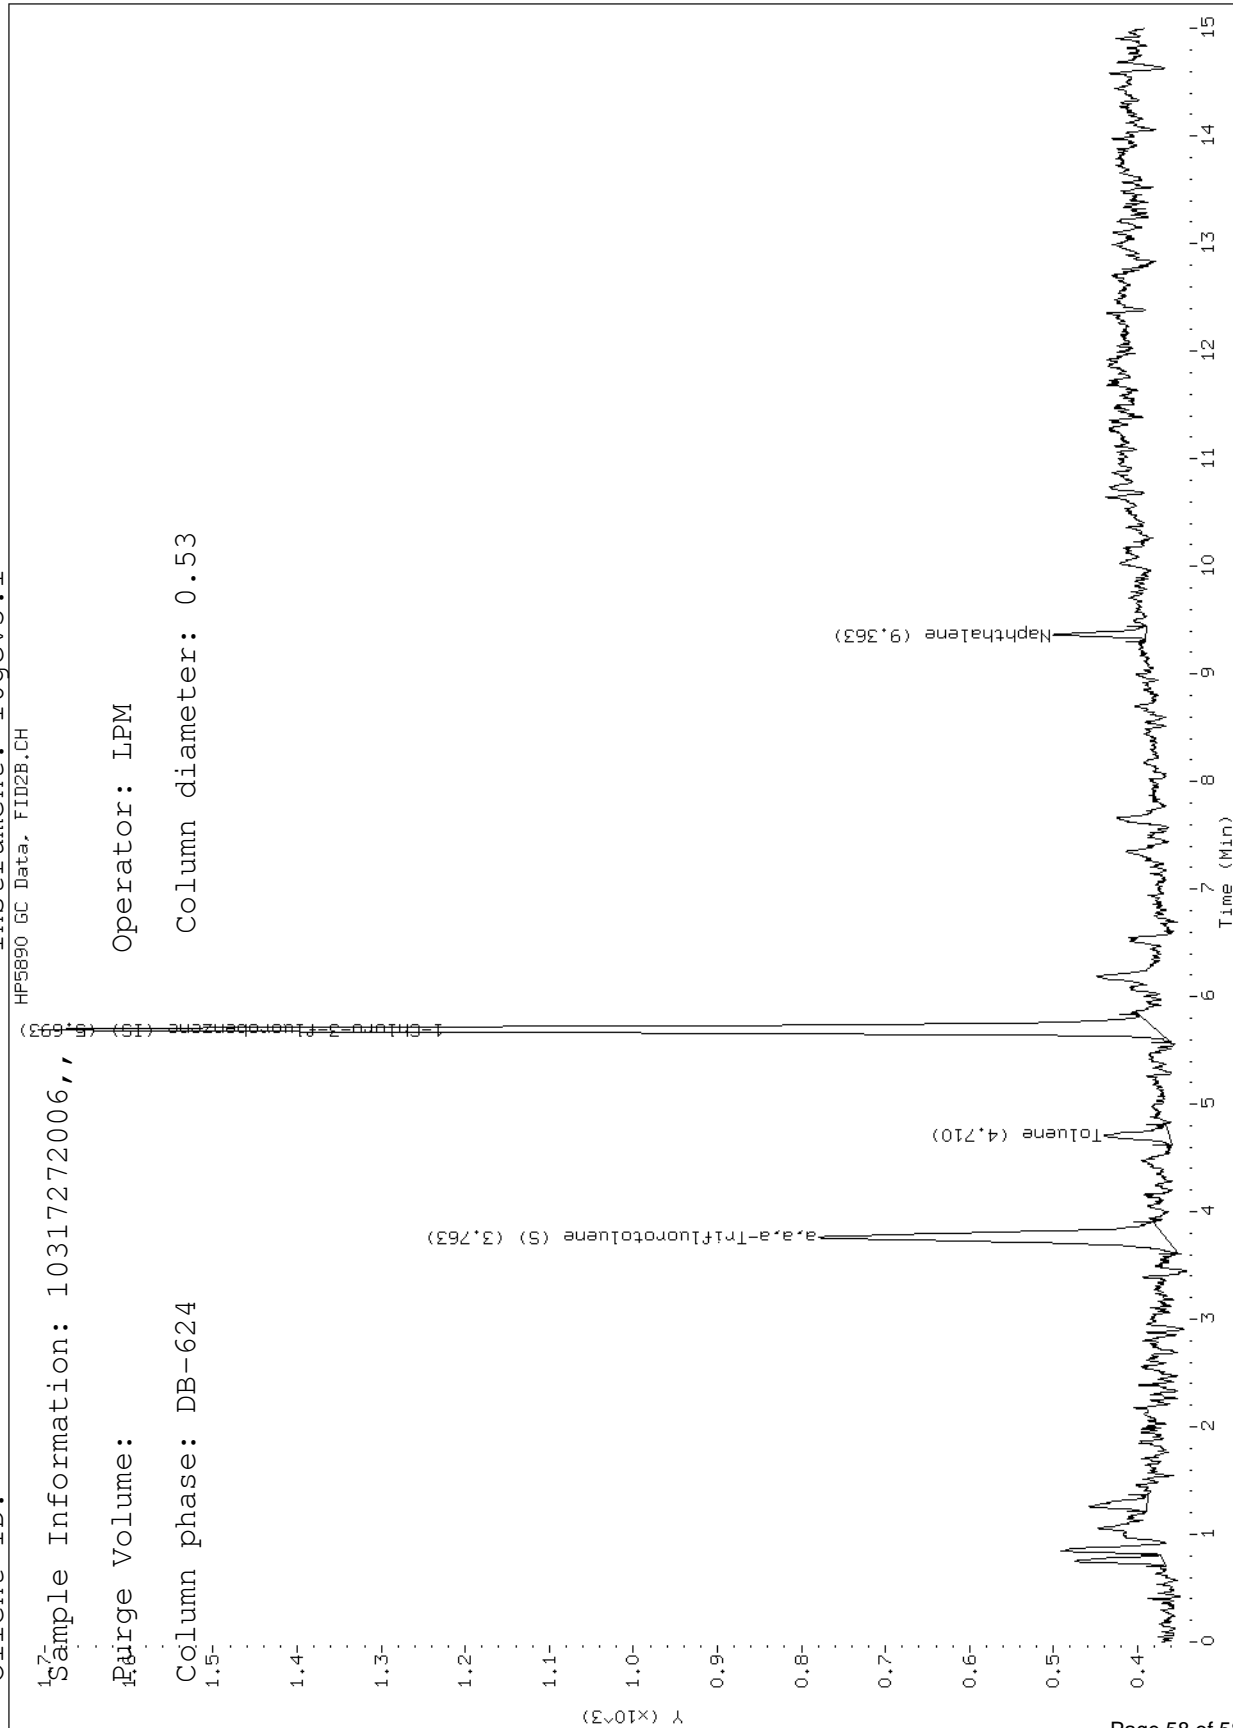 HP5890 GC Data, FID2B.CH
Sample Information: 10317272006,,
Purge Volume:
Operator: LPM
Column phase: DB-624
Column diameter: 0.53
Y (x10^3)
1.7
1.6
1.5
1.4
1.3
1.2
1.1
1.0
0.9
0.8
0.7
0.6
0.5
0.4
a,a,a-Trifluorotoluene (S) (3.763)
Toluene (4.710)
1-Chloro-3-fluorobenzene (IS) (5.693)
Naphthalene (9.363)
0 1 2 3 4 5 6 7 8 9 10 11 12 13 14 15
Time (Min)